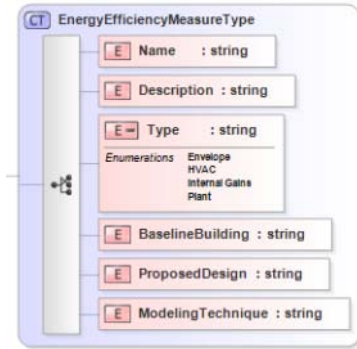 CT EnergyEfficiencyMeasureType
E Name : string
E Description : string
E Type : string
Enumerations Envelope
HVAC
Internal Gains
Plant
E BaselineBuilding : string
E ProposedDesign : string
E ModelingTechnique : string